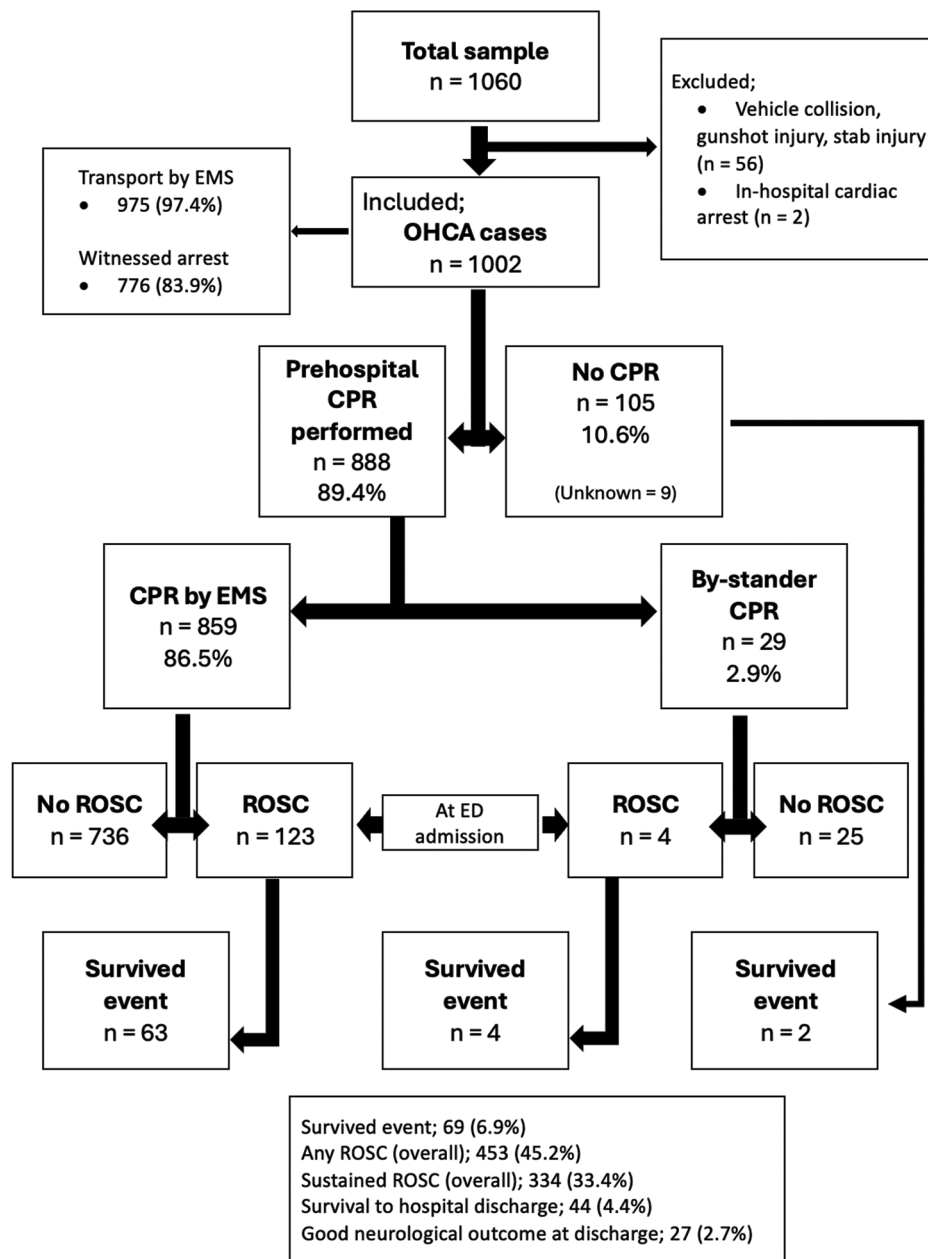 Total sample
n = 1060
Excluded;
● Vehicle collision,
gunshot injury, stab injury
(n = 56)
● In-hospital cardiac
arrest (n = 2)
Transport by EMS
● 975 (97.4%)
Witnessed arrest
● 776 (83.9%)
Included;
OHCA cases
n = 1002
Prehospital
CPR
performed
n = 888
89.4%
No CPR
n = 105
10.6%
(Unknown = 9)
CPR by EMS
n = 859
86.5%
By-stander
CPR
n = 29
2.9%
No ROSC
n = 736
ROSC
n = 123
At ED
admission
ROSC
n = 4
No ROSC
n = 25
Survived
event
n = 63
Survived
event
n = 4
Survived
event
n = 2
Survived event; 69 (6.9%)
Any ROSC (overall); 453 (45.2%)
Sustained ROSC (overall); 334 (33.4%)
Survival to hospital discharge; 44 (4.4%)
Good neurological outcome at discharge; 27 (2.7%)